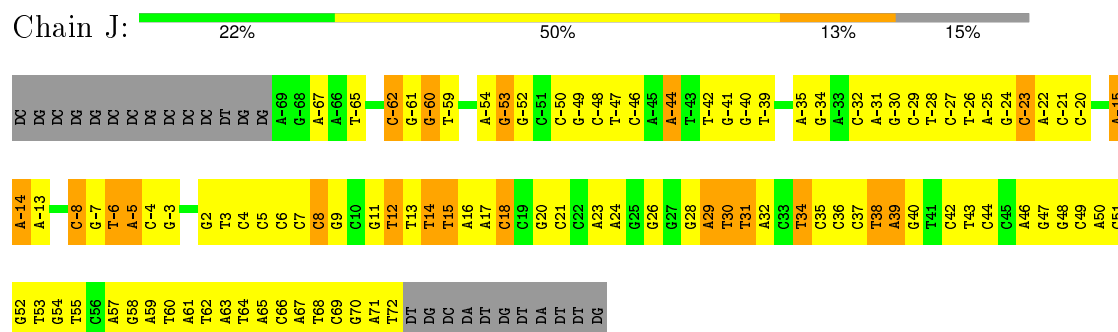 Chain J:
22% 50% 13% 15%
DC DG DC DG DG DC DC DC DC DC DT DG DG A-69 G-68 A-67 A-66 T-65 C-62 G-61 G-60 T-59 A-54 G-53 G-52 C-51 C-50 G-49 C-48 T-47 C-46 A-45 A-44 T-43 T-42 G-41 G-40 T-39 A-35 G-34 A-33 C-32 A-31 G-30 C-29 T-28 C-27 T-26 A-25 G-24 C-23 A-22 C-21 C-20 A-15
A-14 A-13 C-8 G-7 T-6 A-5 C-4 G-3 G2 T3 C4 C5 C6 C7 C8 G9 C10 G11 T12 T13 T14 T15 A16 A17 C18 C19 G20 C21 C22 A23 A24 G25 G26 G27 G28 A29 T30 T31 A32 C33 T34 C35 C36 C37 T38 A39 G40 T41 C42 T43 C44 C45 A46 G47 G48 C49 A50 C51
G52 T53 G54 T55 C56 A57 G58 A59 T60 A61 T62 A63 T64 A65 C66 A67 T68 C69 G70 A71 T72 DT DG DC DA DT DG DT DA DT DT DG